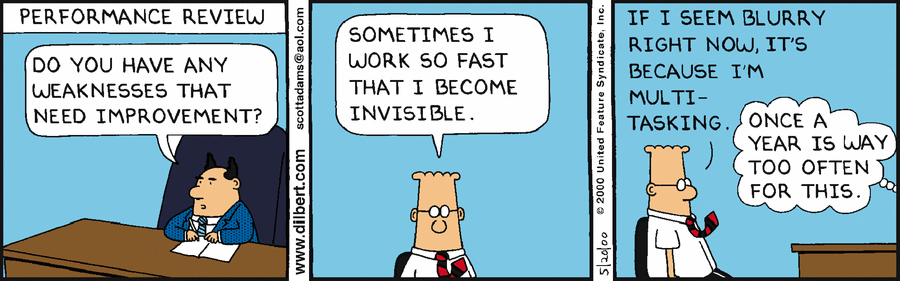 PERFORMANCE REVIEW
DO YOU HAVE ANY
WEAKNESSES THAT
NEED IMPROVEMENT?
www.dilbert.com
scottadams@aol.com
SOMETIMES I
WORK SO FAST
THAT I BECOME
INVISIBLE.
5/20/00
© 2000 United Feature Syndicate, Inc.
IF I SEEM BLURRY
RIGHT NOW, IT'S
BECAUSE I'M
MULTI-
TASKING.
ONCE A
YEAR IS WAY
TOO OFTEN
FOR THIS.